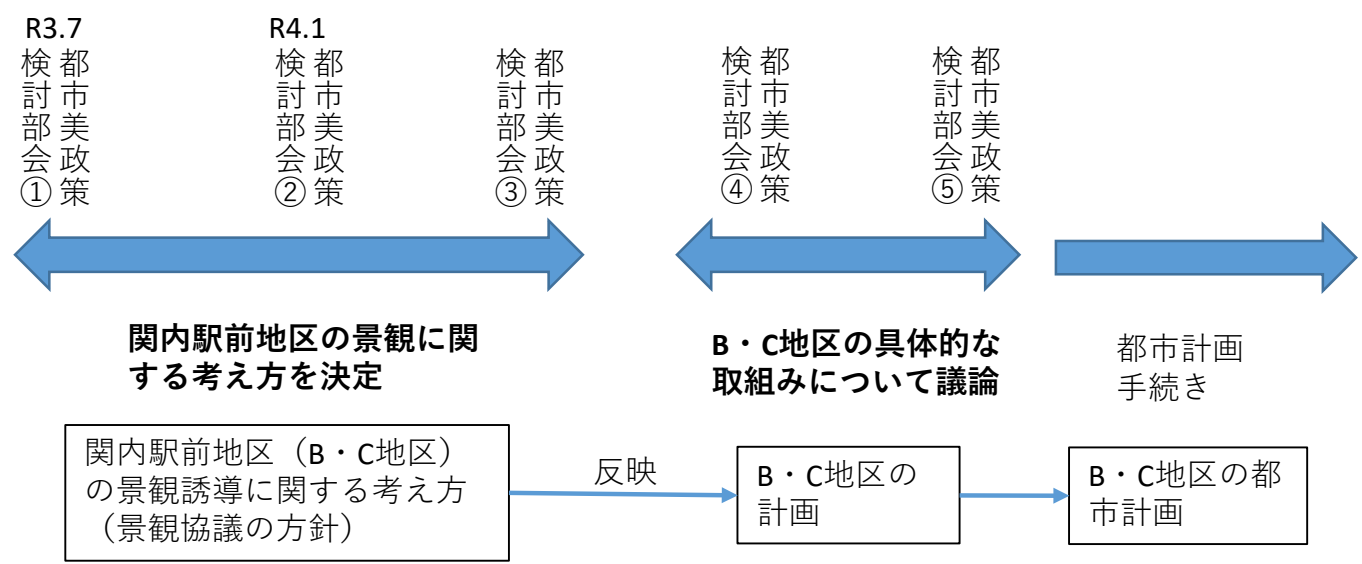 R3.7
都市美政策
検討部会①
R4.1
都市美政策
検討部会②
都市美政策
検討部会③
都市美政策
検討部会④
都市美政策
検討部会⑤
関内駅前地区の景観に関
する考え方を決定
B・C地区の具体的な
取組みについて議論
都市計画
手続き
関内駅前地区（B・C地区）
の景観誘導に関する考え方
（景観協議の方針）
反映
B・C地区の
計画
B・C地区の都
市計画